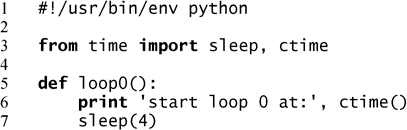 1 #!/usr/bin/env python
2
3 from time import sleep, ctime
4
5 def loop0():
6     print 'start loop 0 at:', ctime()
7     sleep(4)